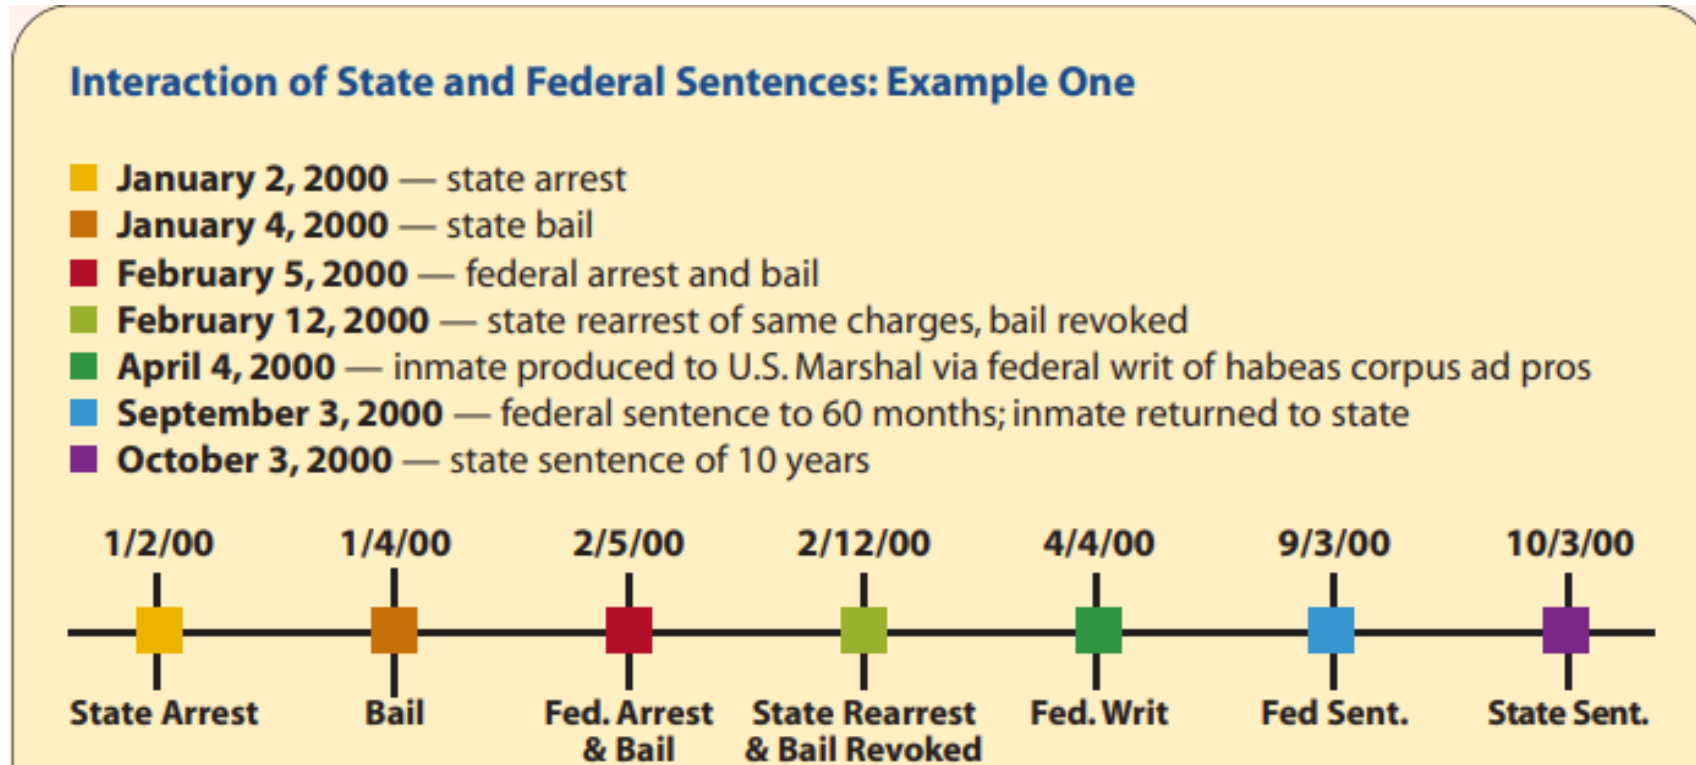 Interaction of State and Federal Sentences: Example One
January 2, 2000 — state arrest
January 4, 2000 — state bail
February 5, 2000 — federal arrest and bail
February 12, 2000 — state rearrest of same charges, bail revoked
April 4, 2000 — inmate produced to U.S. Marshal via federal writ of habeas corpus ad pros
September 3, 2000 — federal sentence to 60 months; inmate returned to state
October 3, 2000 — state sentence of 10 years
1/2/00 1/4/00 2/5/00 2/12/00 4/4/00 9/3/00 10/3/00
State Arrest Bail Fed. Arrest State Rearrest Fed. Writ Fed Sent. State Sent.
& Bail & Bail Revoked